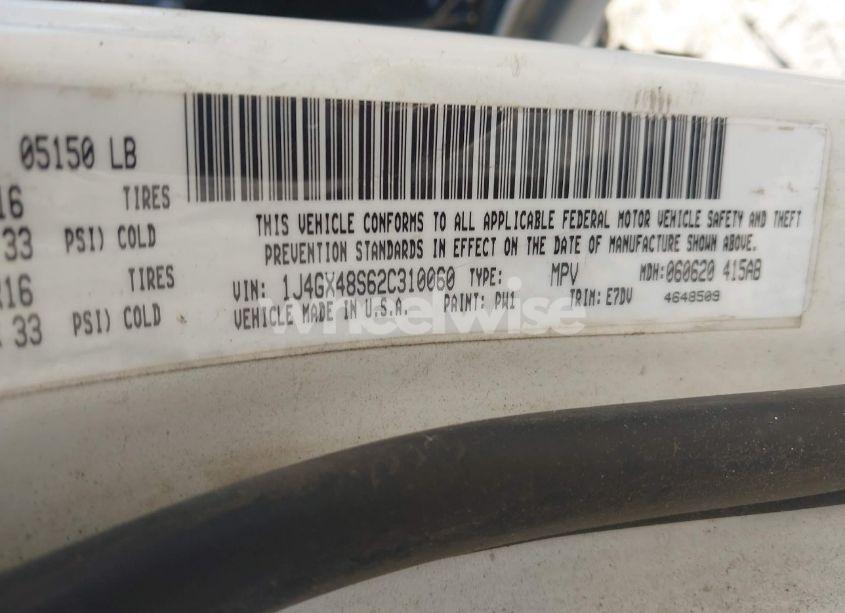 05150 LB
16 TIRES
33 PSI) COLD
R16 TIRES
33 PSI) COLD
THIS VEHICLE CONFORMS TO ALL APPLICABLE FEDERAL MOTOR VEHICLE SAFETY AND THEFT
PREVENTION STANDARDS IN EFFECT ON THE DATE OF MANUFACTURE SHOWN ABOVE.
VIN: 1J4GX48S62C310060 TYPE: MPV MDH: 060620 415AB
VEHICLE MADE IN U.S.A. PAINT: PW1 TRIM: E7DV 4648509
wheelwise